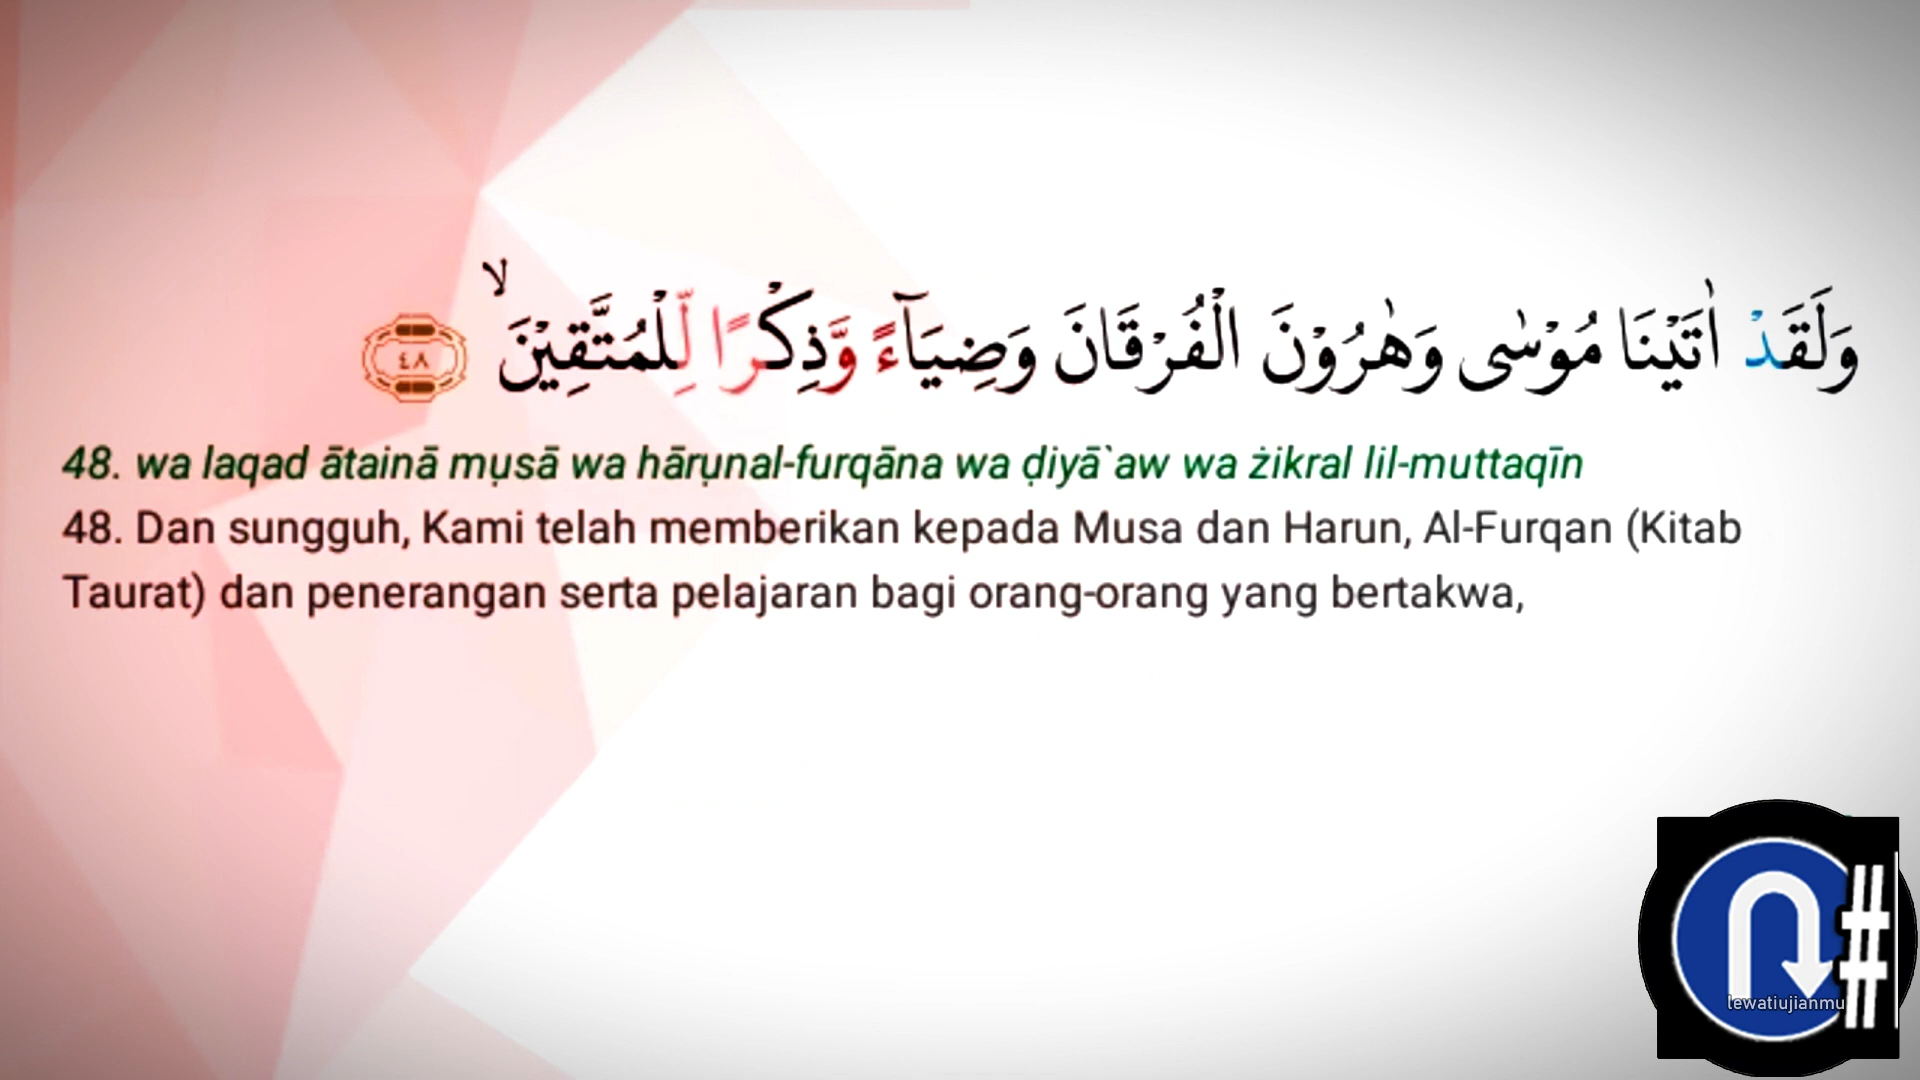 وَلَقَدْ اٰتَيْنَا مُوْسٰى وَهٰرُوْنَ الْفُرْقَانَ وَضِيَاۤءً وَّذِكْرًا لِّلْمُتَّقِيْنَ ۙ ٤٨
48. wa laqad ātainā mụsā wa hārụnal-furqāna wa ḍiyā`aw wa żikral lil-muttaqīn
48. Dan sungguh, Kami telah memberikan kepada Musa dan Harun, Al-Furqan (Kitab
Taurat) dan penerangan serta pelajaran bagi orang-orang yang bertakwa,
##
lewatiujianmu